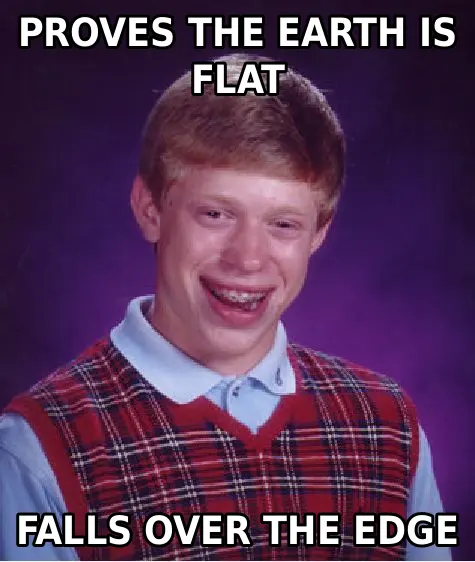 PROVES THE EARTH IS
FLAT
FALLS OVER THE EDGE